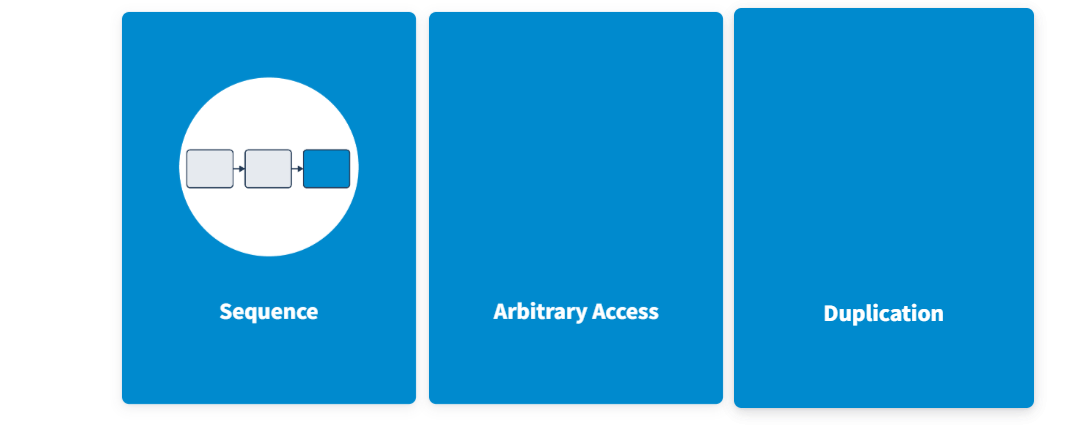 Sequence
Arbitrary Access
Duplication